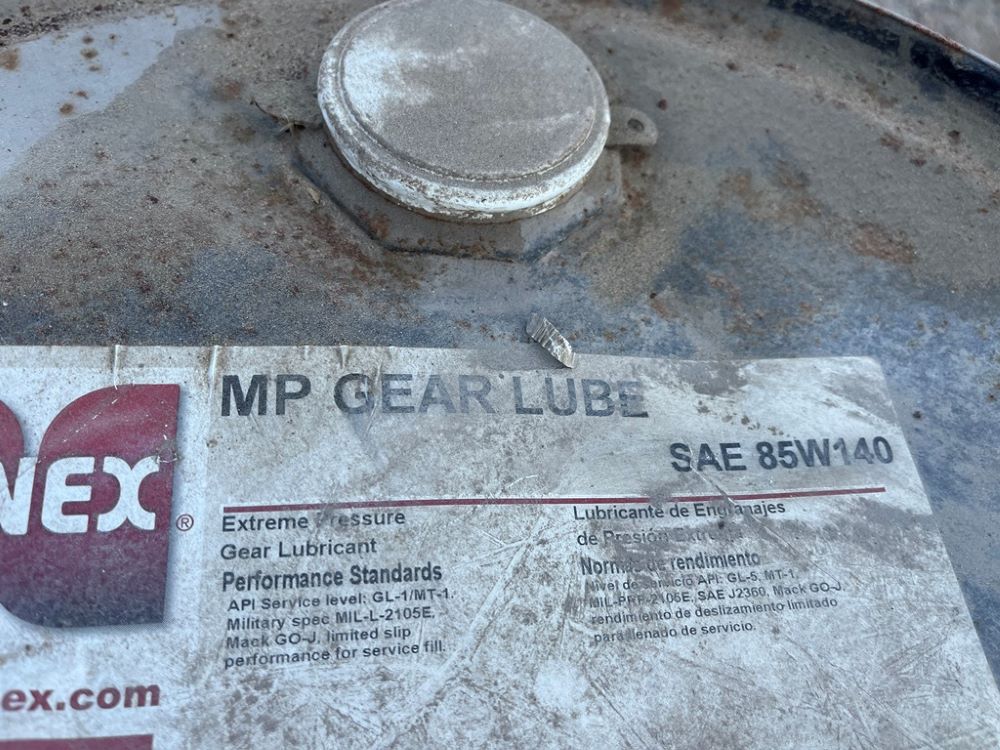 MP GEAR LUBE
SAE 85W140
NEX®
Extreme Pressure
Gear Lubricant
Performance Standards
API Service level: GL-1/MT-1.
Military spec MIL-L-2105E,
Mack GO-J, limited slip
performance for service fill.
Lubricante de Engranajes
de Presión Extrema
Normas de rendimiento
Nivel de Servicio API: GL-5, MT-1,
MIL-PRF-2105E, SAE J2360, Mack GO-J,
rendimiento de deslizamiento limitado
para llenado de servicio.
ex.com